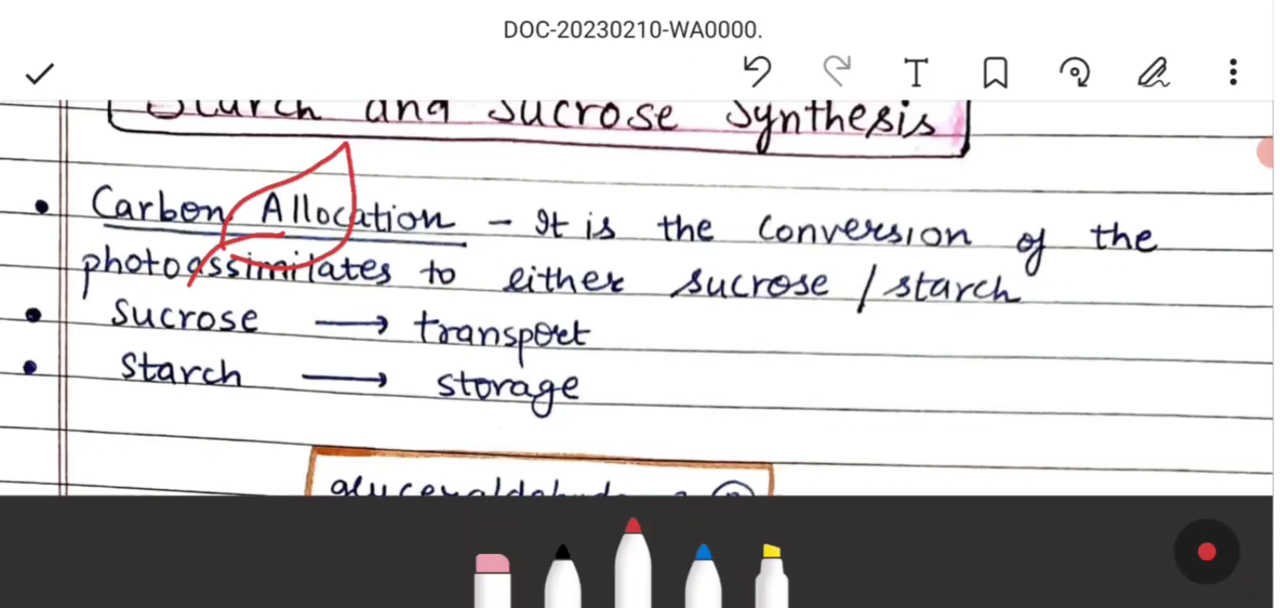 DOC-20230210-WA0000.
Starch and Sucrose Synthesis
Carbon Allocation - It is the conversion of the
photoassimilates to either sucrose / starch
Sucrose → transport
Starch → storage